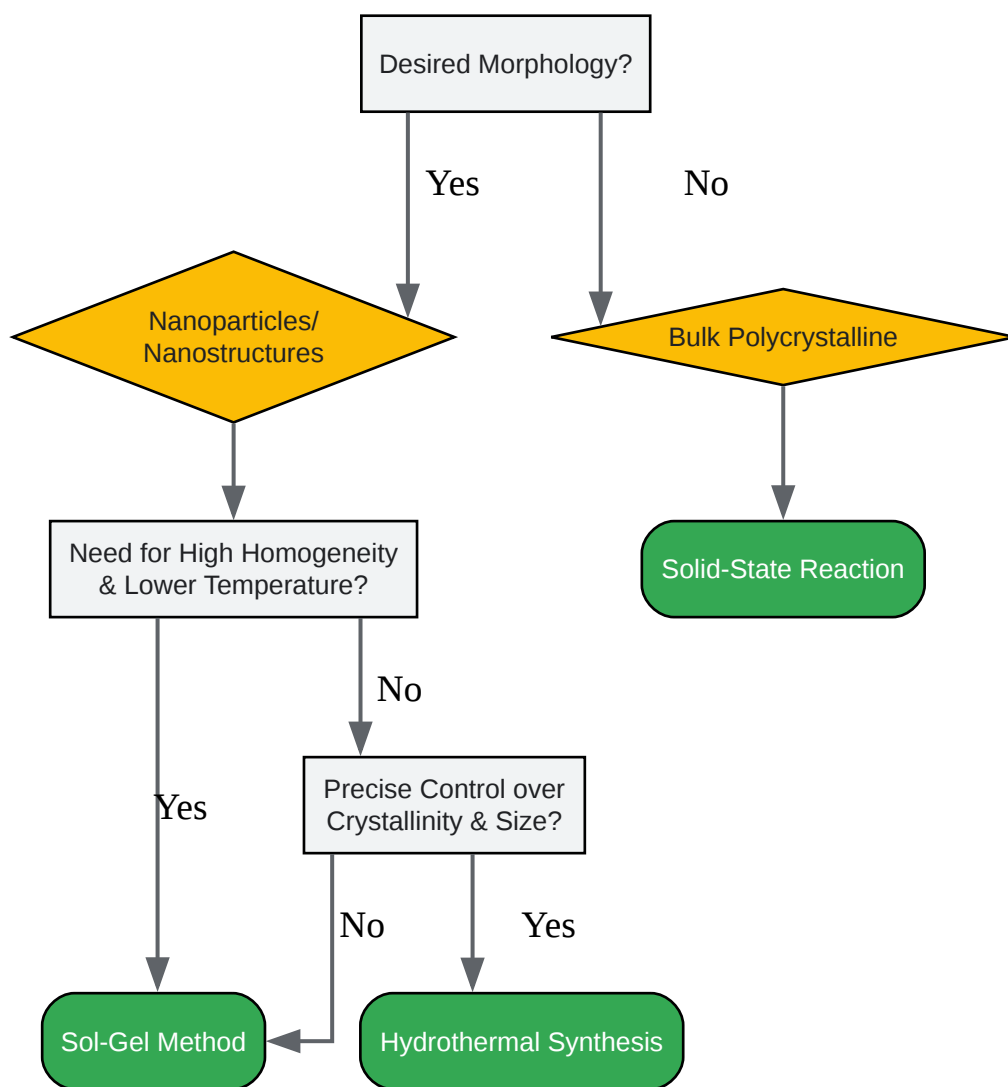 Desired Morphology?
Yes
No
Nanoparticles/
Nanostructures
Bulk Polycrystalline
Need for High Homogeneity
& Lower Temperature?
Solid-State Reaction
No
Precise Control over
Crystallinity & Size?
Yes
No
Yes
Sol-Gel Method
Hydrothermal Synthesis